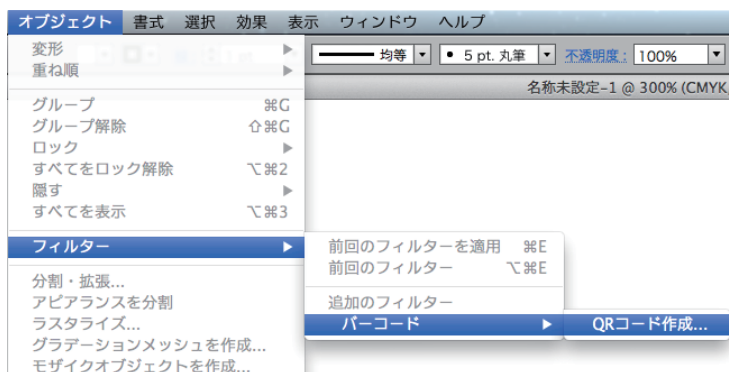 オブジェクト 書式 選択 効果 表示 ウィンドウ ヘルプ
変形
重ね順
均等 5 pt. 丸筆 不透明度: 100%
名称未設定-1 @ 300% (CMYK
グループ ⌘G
グループ解除 ⇧⌘G
ロック
すべてをロック解除 ⌥⌘2
隠す
すべてを表示 ⌥⌘3
フィルター
前回のフィルターを適用 ⌘E
前回のフィルター ⌥⌘E
追加のフィルター
バーコード
QRコード作成...
分割・拡張...
アピアランスを分割
ラスタライズ...
グラデーションメッシュを作成...
モザイクオブジェクトを作成...